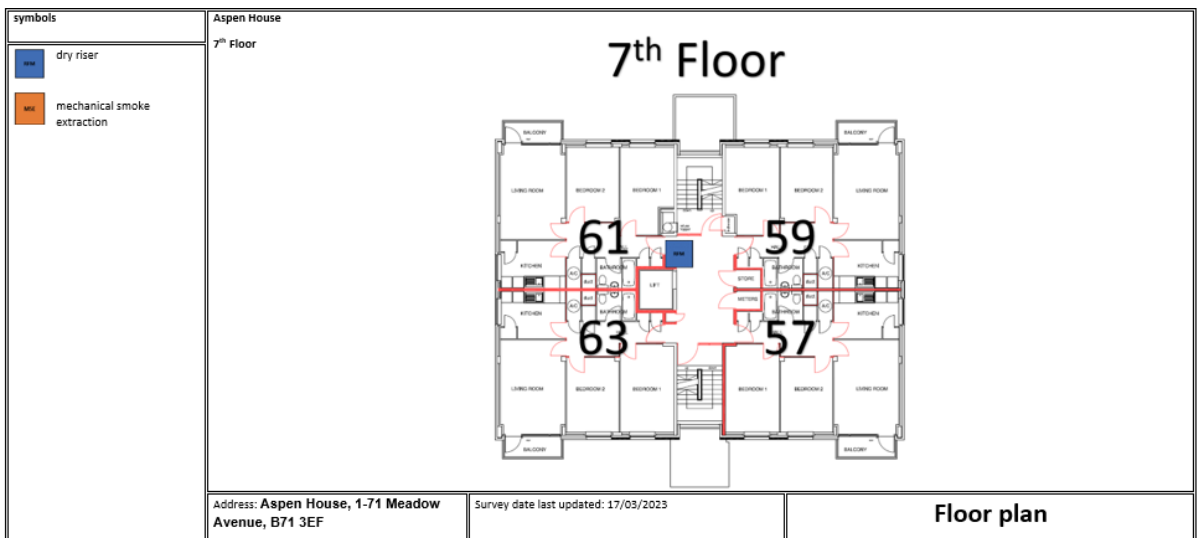 symbols
dry riser
MSE
mechanical smoke
extraction
Aspen House
7th Floor
7th Floor
BALCONY
BALCONY
LIVING ROOM
BEDROOM 2
BEDROOM 1
BEDROOM 1
BEDROOM 2
LIVING ROOM
61
59
KITCHEN
BATHROOM
BATHROOM
KITCHEN
A/C
A/C
STORE
LIFT
METERS
A/C
A/C
KITCHEN
BATHROOM
BATHROOM
KITCHEN
63
57
LIVING ROOM
BEDROOM 2
BEDROOM 1
BEDROOM 1
BEDROOM 2
LIVING ROOM
BALCONY
BALCONY
Address: Aspen House, 1-71 Meadow
Avenue, B71 3EF
Survey date last updated: 17/03/2023
Floor plan